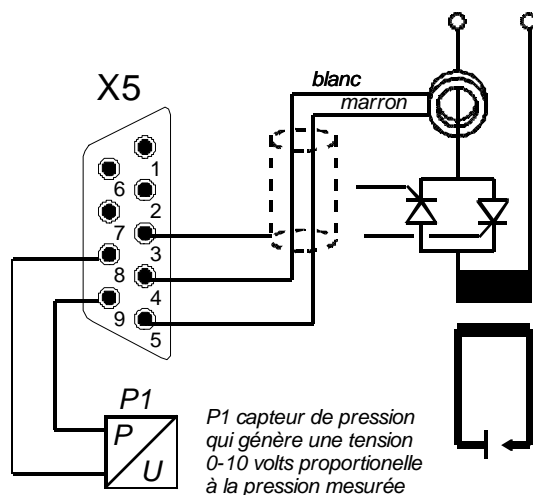 blanc
marron
X5
1
6
2
7
3
8
4
9
5
P1
P
U
P1 capteur de pression
qui génère une tension
0-10 volts proportionelle
à la pression mesurée